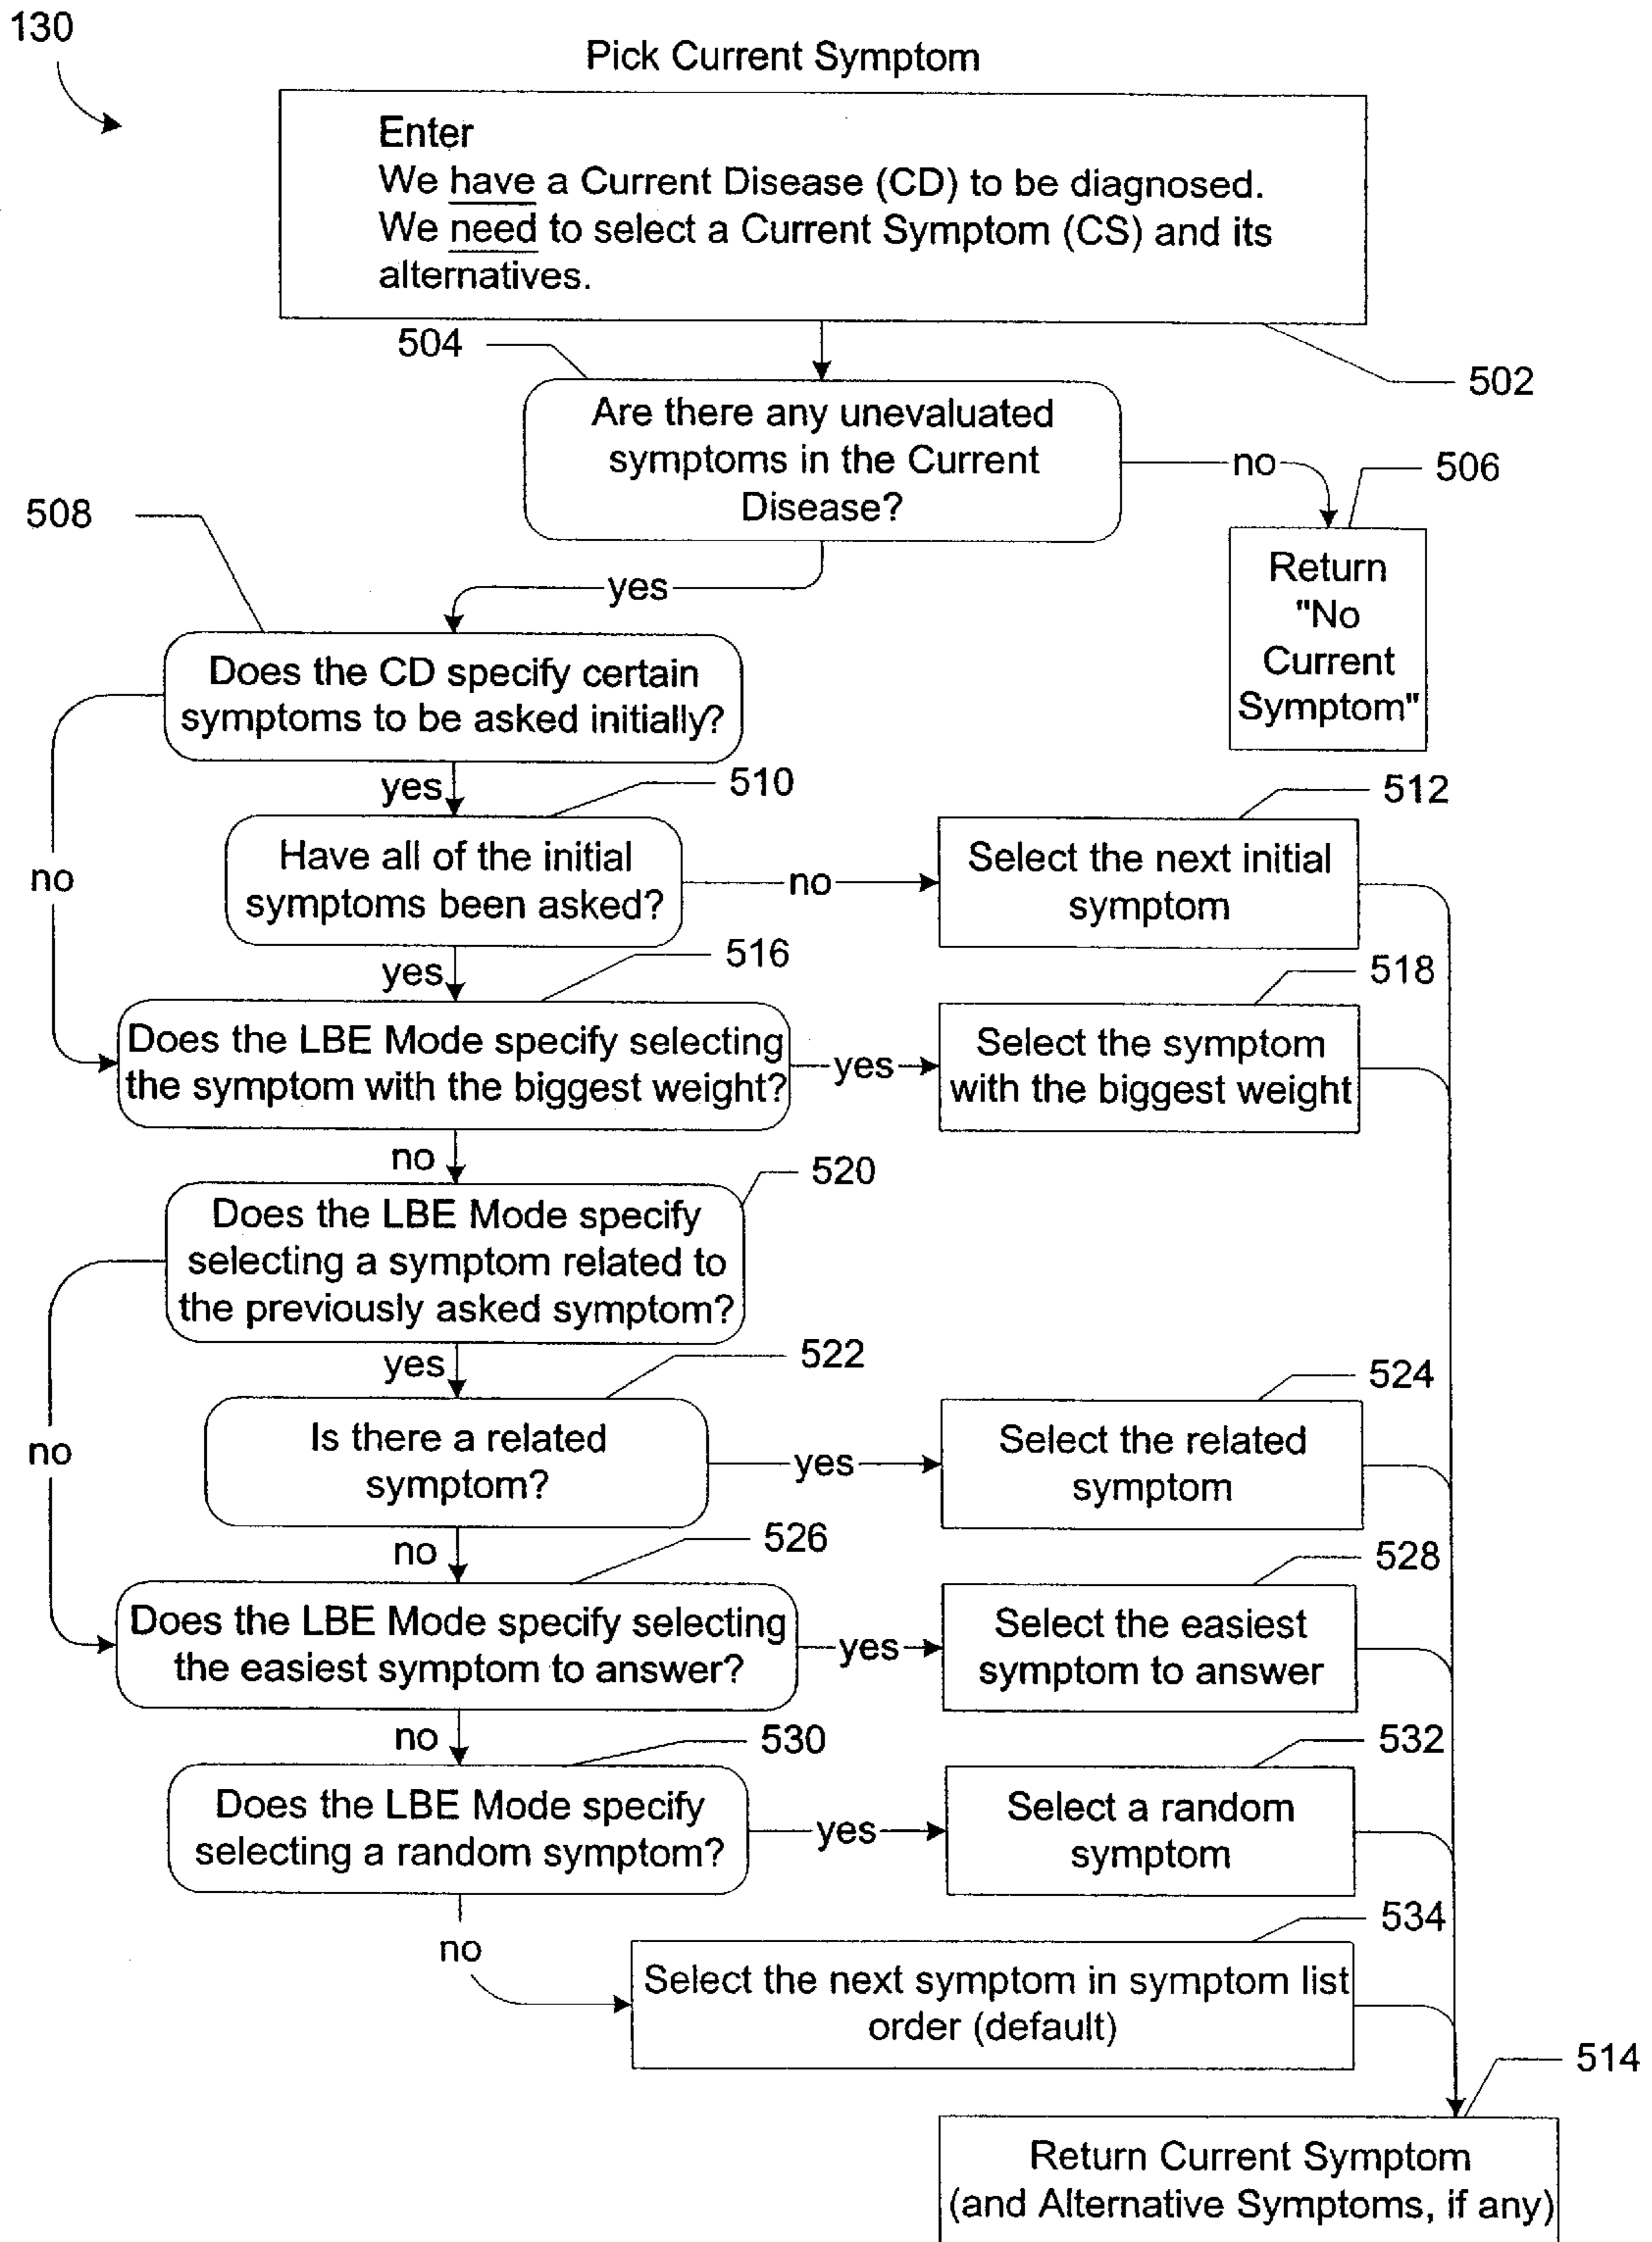 130
Pick Current Symptom
Enter
We have a Current Disease (CD) to be diagnosed.
We need to select a Current Symptom (CS) and its
alternatives.
504
502
Are there any unevaluated
symptoms in the Current
Disease?
no
506
508
yes
Return
"No
Current
Symptom"
Does the CD specify certain
symptoms to be asked initially?
yes
510
512
no
Have all of the initial
symptoms been asked?
no
Select the next initial
symptom
yes
516
518
Does the LBE Mode specify selecting
the symptom with the biggest weight?
yes
Select the symptom
with the biggest weight
no
520
Does the LBE Mode specify
selecting a symptom related to
the previously asked symptom?
yes
522
524
no
Is there a related
symptom?
yes
Select the related
symptom
no
526
528
Does the LBE Mode specify selecting
the easiest symptom to answer?
yes
Select the easiest
symptom to answer
no
530
532
Does the LBE Mode specify
selecting a random symptom?
yes
Select a random
symptom
no
534
Select the next symptom in symptom list
order (default)
514
Return Current Symptom
(and Alternative Symptoms, if any)